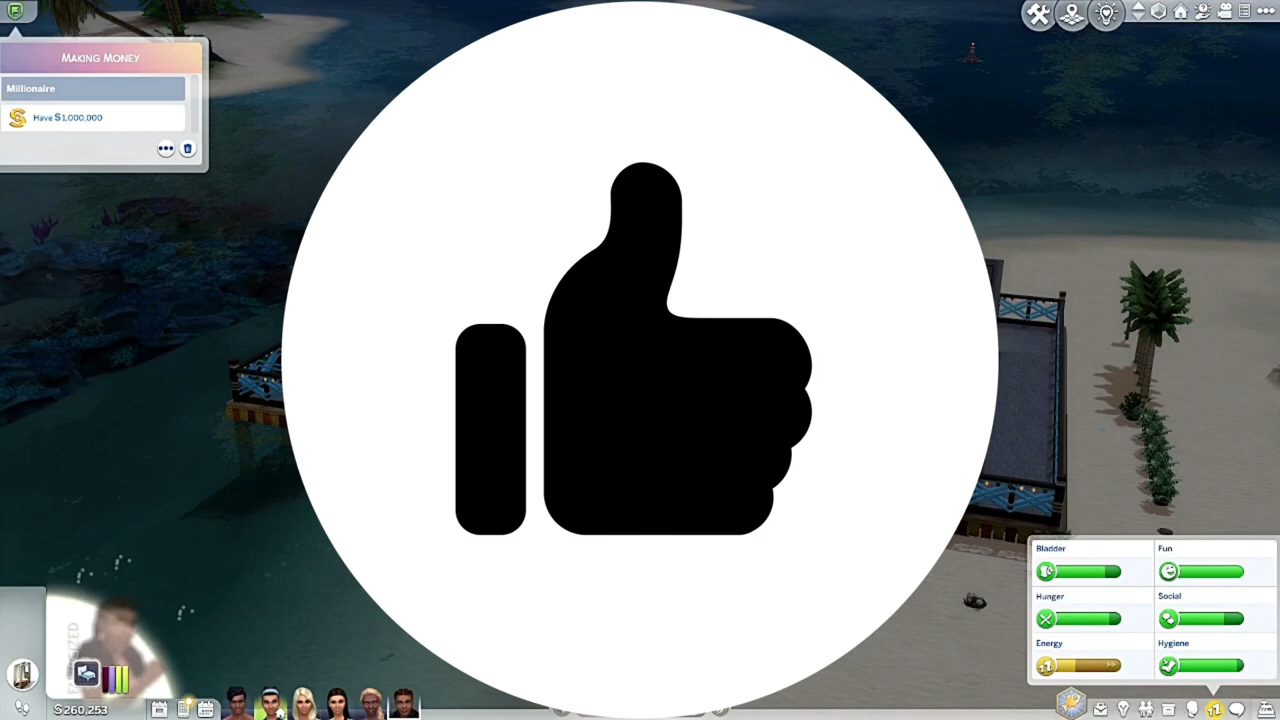 MAKING MONEY
Millionaire
Have §1,000,000
Bladder
Fun
Hunger
Social
Energy
Hygiene
§260,253